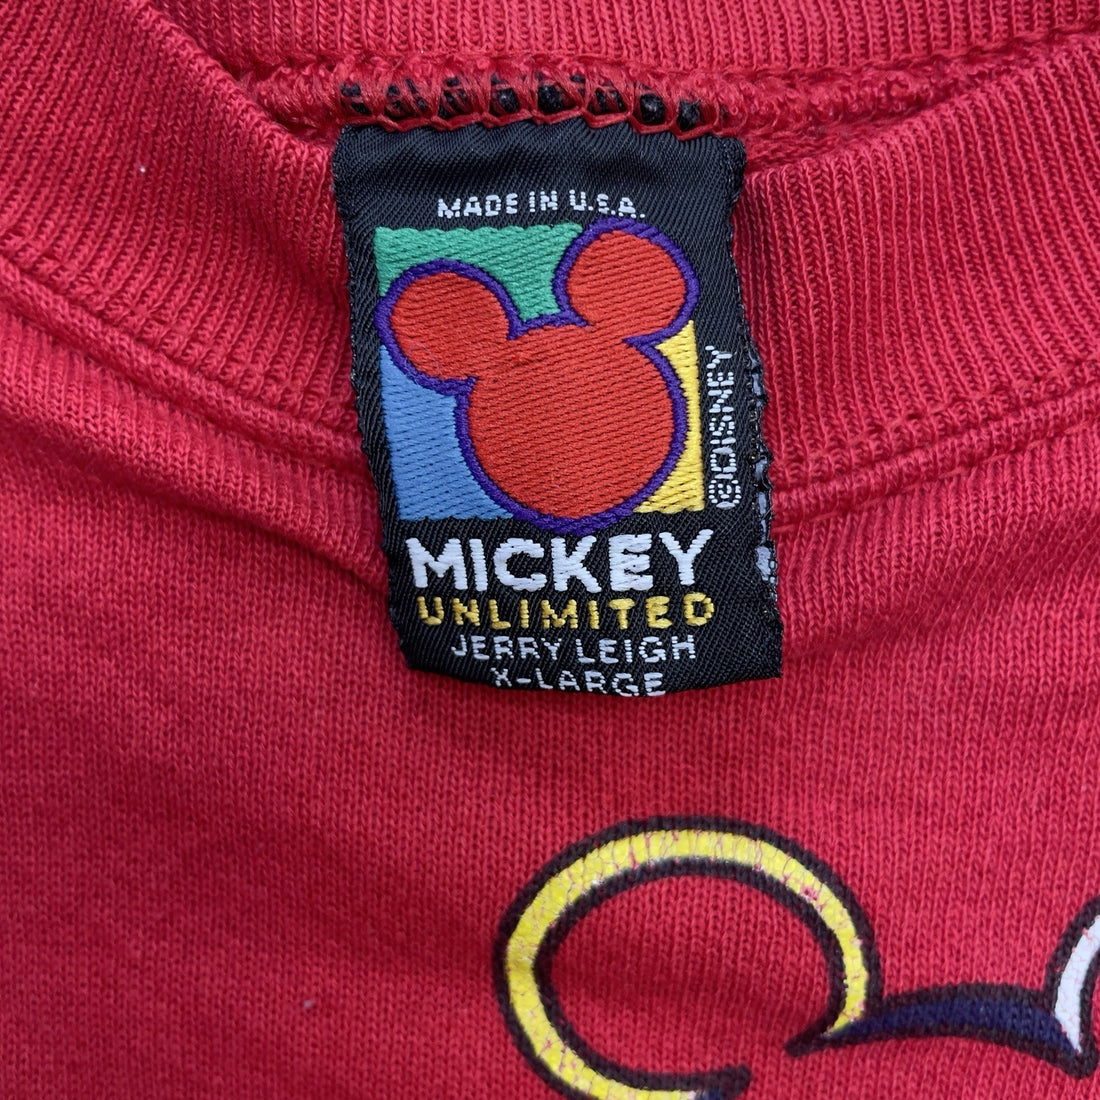 MADE IN U.S.A.
©DISNEY
MICKEY
UNLIMITED
JERRY LEIGH
X-LARGE